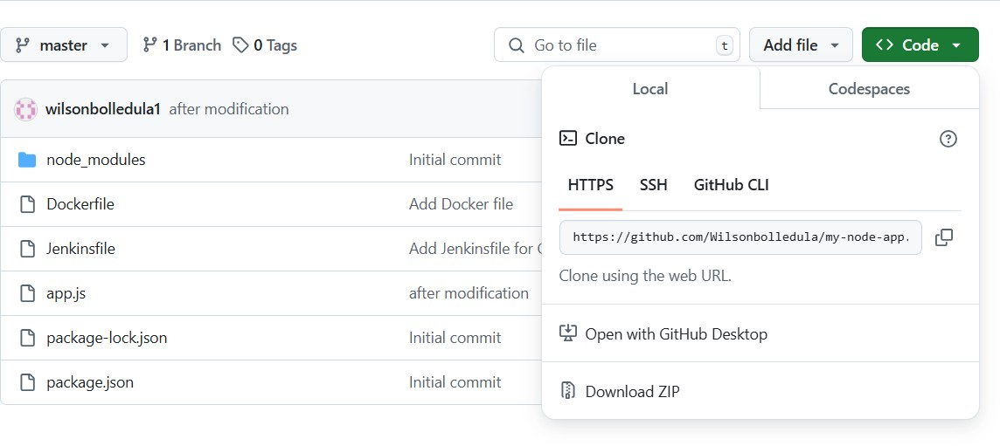 master 1 Branch 0 Tags Go to file t Add file Code
Local Codespaces
wilsonbolledula1 after modification
Clone
node_modules Initial commit
HTTPS SSH GitHub CLI
Dockerfile Add Docker file
https://github.com/Wilsonbolledula/my-node-app.
Jenkinsfile Add Jenkinsfile for
Clone using the web URL.
app.js after modification
package-lock.json Initial commit
Open with GitHub Desktop
package.json Initial commit
Download ZIP